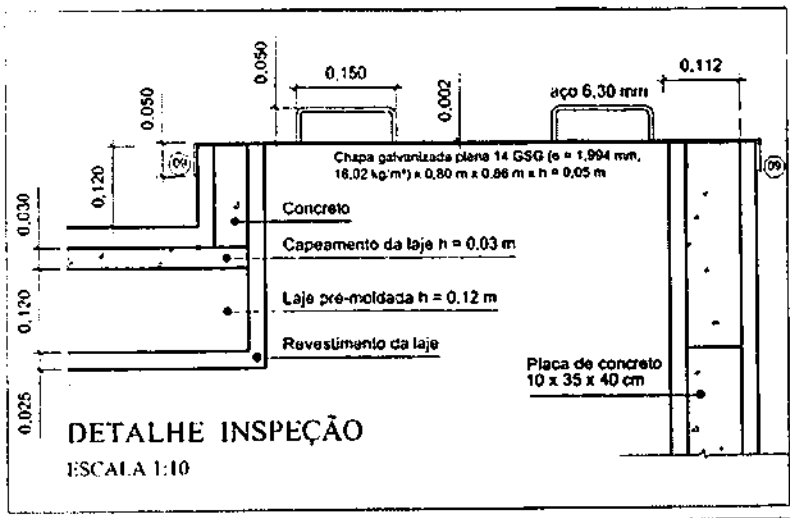 0,050
0,150
0,112
0,050
0,002
aço 6,30 mm
09
Chapa galvanizada plana 14 GSG (e = 1,994 mm,
16,02 kg/m²) x 0,80 m x 0,86 m x h = 0,05 m
09
0,120
0,030
Concreto
Capeamento da laje h = 0,03 m
0,120
Laje pré-moldada h = 0,12 m
Revestimento da laje
Placa de concreto
10 x 35 x 40 cm
0,025
DETALHE INSPEÇÃO
ESCALA 1:10